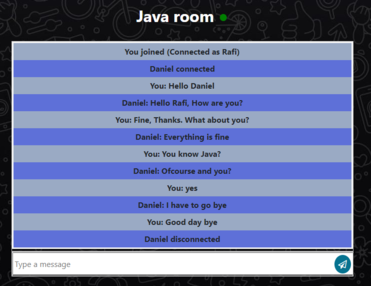 Java room
You joined (Connected as Rafi)
Daniel connected
You: Hello Daniel
Daniel: Hello Rafi, How are you?
You: Fine, Thanks. What about you?
Daniel: Everything is fine
You: You know Java?
Daniel: Ofcourse and you?
You: yes
Daniel: I have to go bye
You: Good day bye
Daniel disconnected
Type a message